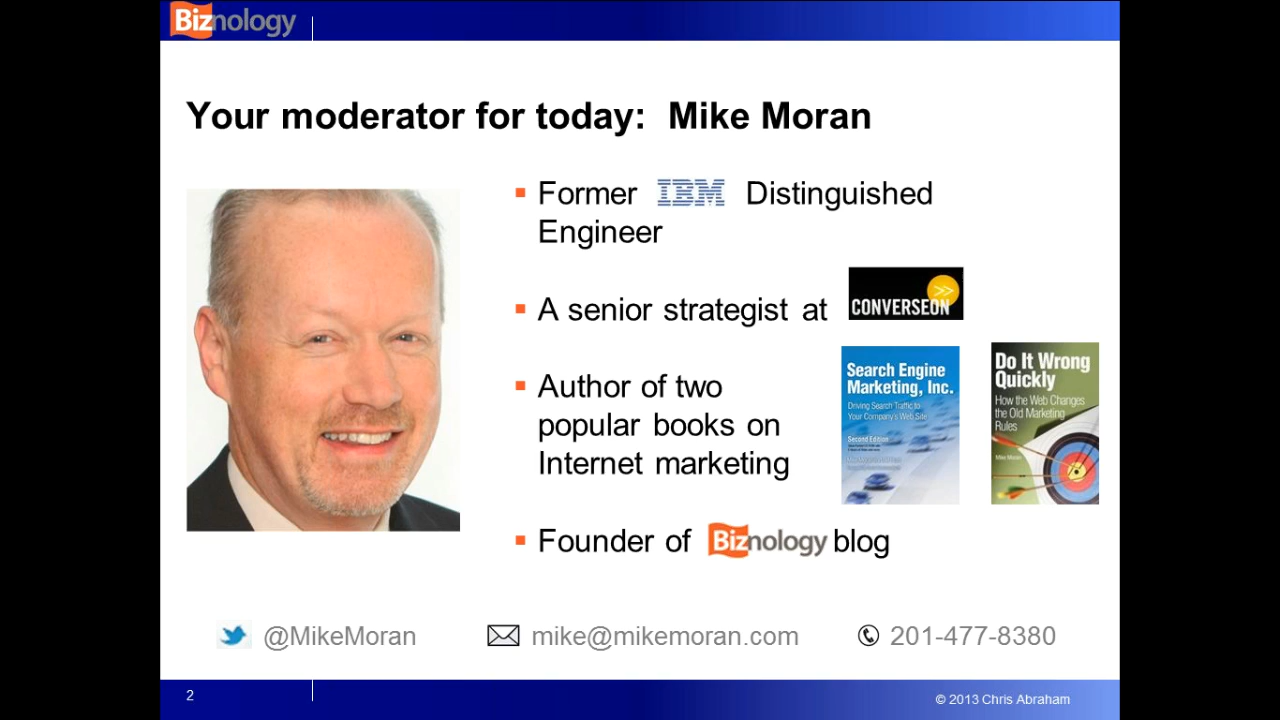 Biznology
Your moderator for today: Mike Moran
Former IBM Distinguished
Engineer
A senior strategist at CONVERSEON
Author of two
popular books on
Internet marketing
Search Engine
Marketing, Inc.
Driving Search Traffic to
Your Company's Web Site
Second Edition
Do It Wrong
Quickly
How the Web Changes
the Old Marketing
Rules
Mike Moran
Founder of Biznology blog
@MikeMoran mike@mikemoran.com 201-477-8380
2
© 2013 Chris Abraham